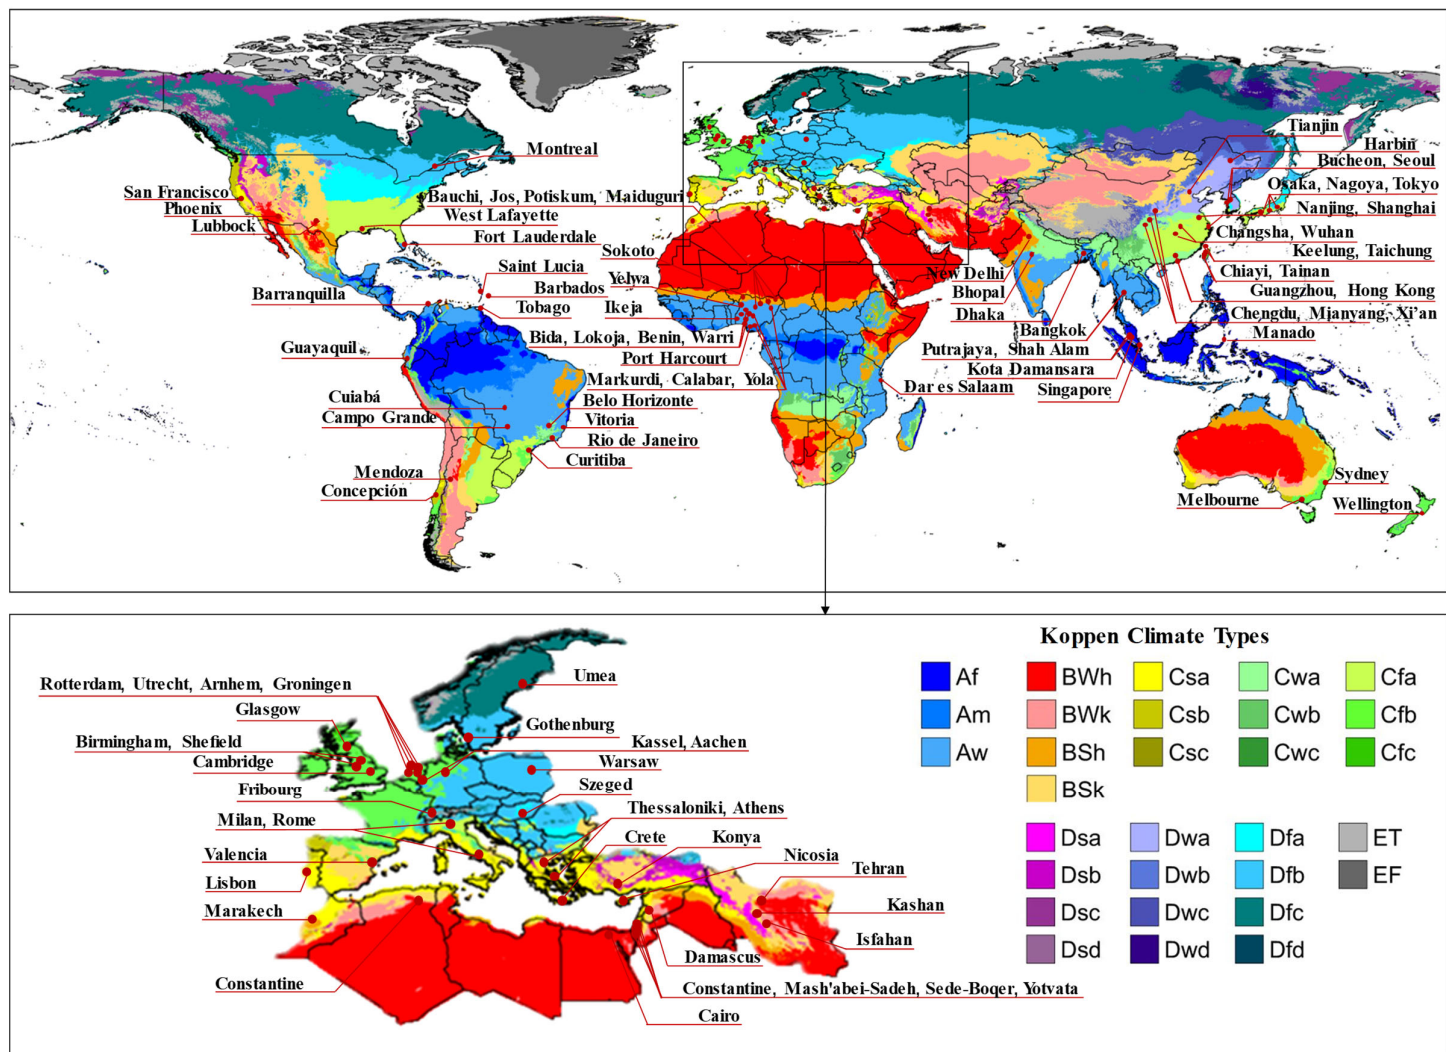 Montreal
San Francisco
Phoenix
Lubbock
Bauchi, Jos, Potiskum, Maiduguri
West Lafayette
Fort Lauderdale
Sokoto
Saint Lucia
Yelwa
Barbados
Barranquilla
Tobago
Ikeja
Bida, Lokoja, Benin, Warri
Guayaquil
Port Harcourt
Markurdi, Calabar, Yola
Cuiabá
Belo Horizonte
Campo Grande
Vitoria
Rio de Janeiro
Curitiba
Mendoza
Concepción
Tianjin
Harbin
Bucheon, Seoul
Osaka, Nagoya, Tokyo
Nanjing, Shanghai
Changsha, Wuhan
Keelung, Taichung
New Delhi
Chiayi, Tainan
Bhopal
Guangzhou, Hong Kong
Dhaka
Chengdu, Mjanyang, Xi'an
Bangkok
Manado
Putrajaya, Shah Alam
Kota Damansara
Dar es Salaam
Singapore
Sydney
Melbourne
Wellington
Rotterdam, Utrecht, Arnhem, Groningen
Umea
Glasgow
Gothenburg
Birmingham, Shefield
Kassel, Aachen
Cambridge
Warsaw
Fribourg
Szeged
Milan, Rome
Thessaloniki, Athens
Crete
Konya
Valencia
Nicosia
Lisbon
Tehran
Marakech
Kashan
Isfahan
Damascus
Constantine
Constantine, Mash'abei-Sadeh, Sede-Boqer, Yotvata
Cairo
Koppen Climate Types
Af
BWh
Csa
Cwa
Cfa
Am
BWk
Csb
Cwb
Cfb
Aw
BSh
Csc
Cwc
Cfc
BSk
Dsa
Dwa
Dfa
ET
Dsb
Dwb
Dfb
EF
Dsc
Dwc
Dfc
Dsd
Dwd
Dfd